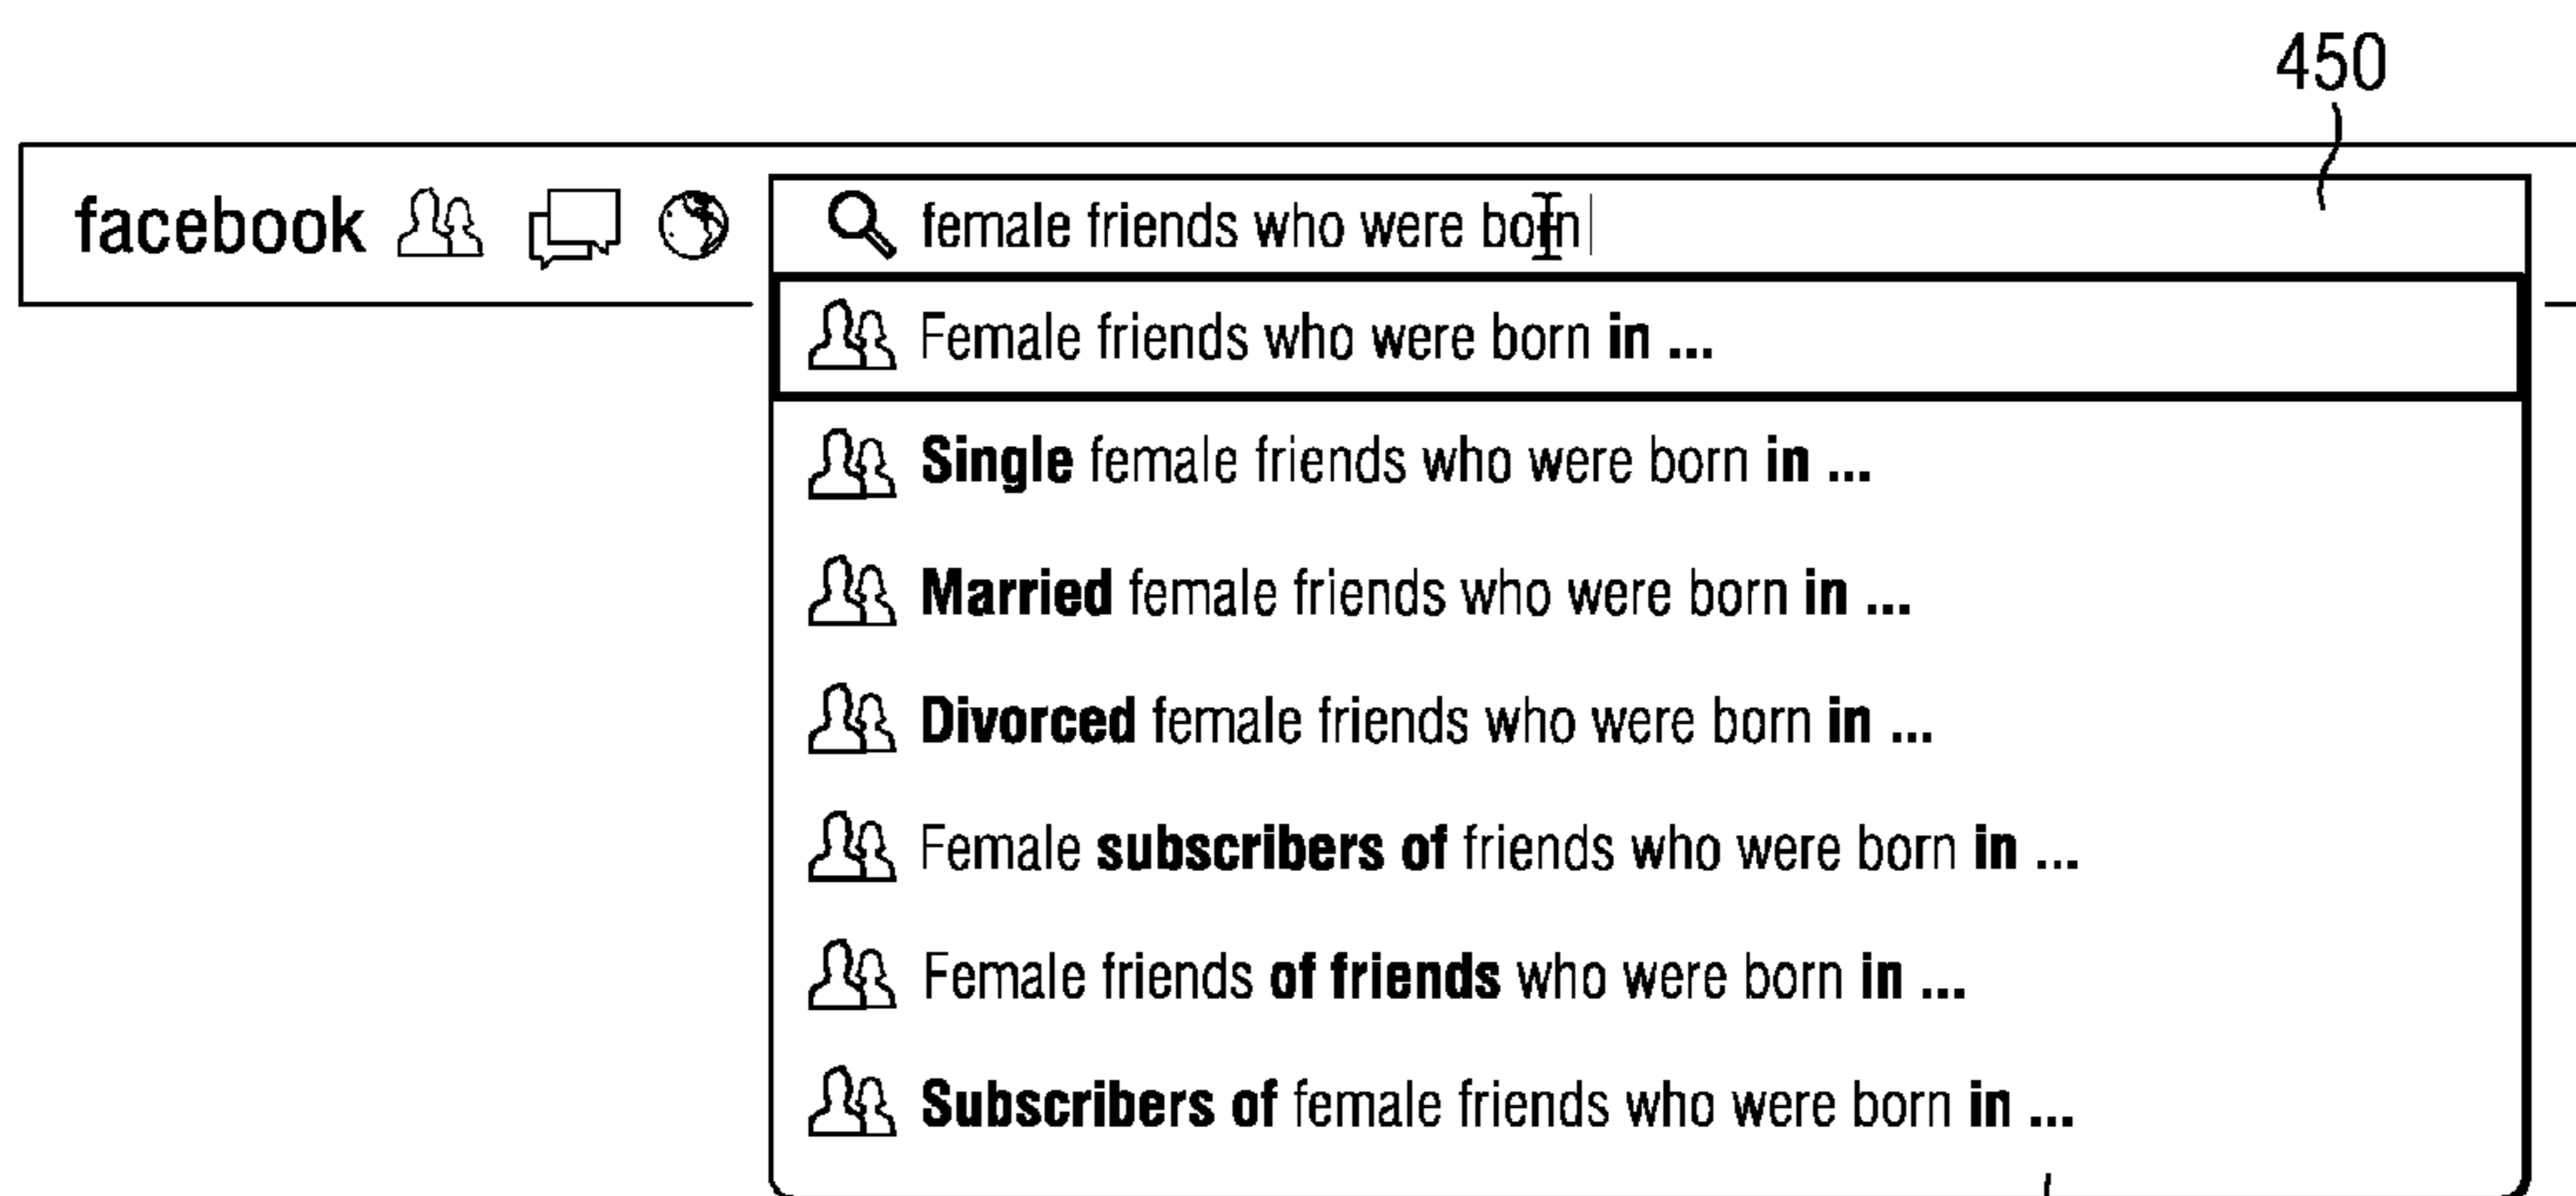 450
facebook female friends who were born
Female friends who were born in ...
Single female friends who were born in ...
Married female friends who were born in ...
Divorced female friends who were born in ...
Female subscribers of friends who were born in ...
Female friends of friends who were born in ...
Subscribers of female friends who were born in ...